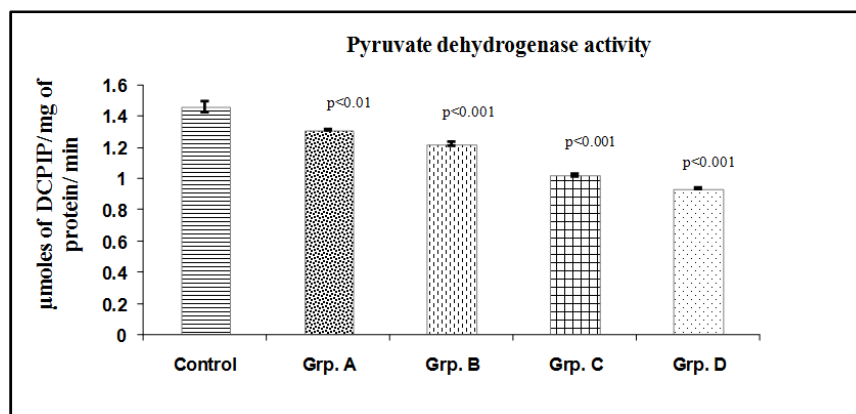 Pyruvate dehydrogenase activity
µmoles of DCPIP/mg of
protein/ min
1.6
1.4
1.2
1
0.8
0.6
0.4
0.2
0
p<0.01
p<0.001
p<0.001
p<0.001
Control
Grp. A
Grp. B
Grp. C
Grp. D